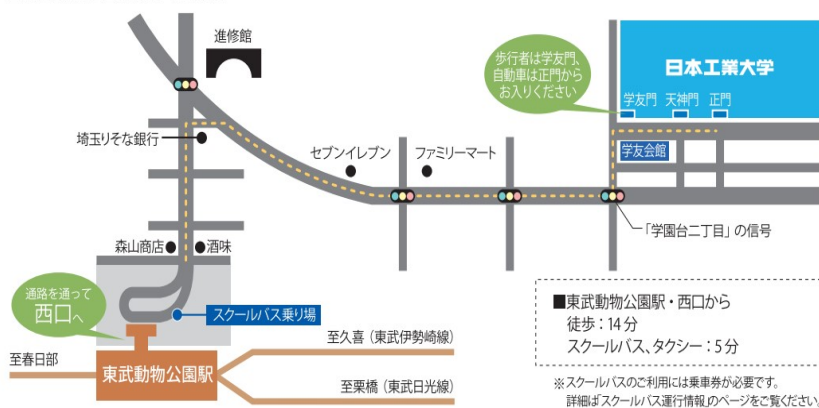 進修館
歩行者は学友門、
自動車は正門から
お入りください
日本工業大学
学友門 天神門 正門
埼玉りそな銀行
セブンイレブン
ファミリーマート
学友会館
「学園台二丁目」の信号
森山商店
酒味
通路を通って
西口へ
スクールバス乗り場
■東武動物公園駅・西口から
徒歩：14分
スクールバス、タクシー：5分
至久喜（東武伊勢崎線）
至春日部
東武動物公園駅
至栗橋（東武日光線）
※スクールバスのご利用には乗車券が必要です。
詳細は「スクールバス運行情報」のページをご覧ください。